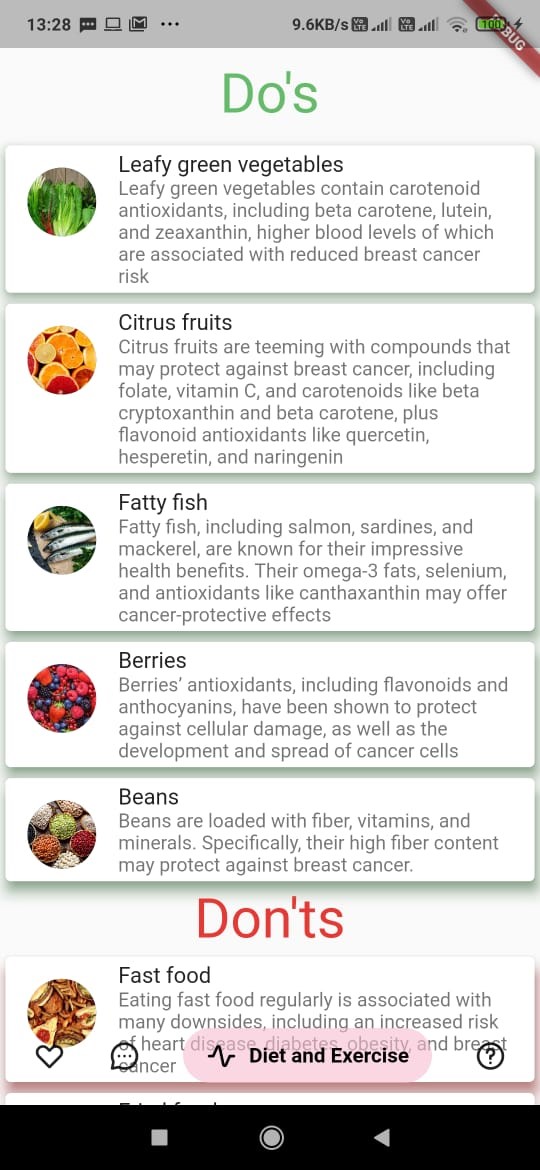 13:28
9.6KB/s
Vo LTE
Vo LTE
100
DEBUG
Do's
Leafy green vegetables
Leafy green vegetables contain carotenoid
antioxidants, including beta carotene, lutein,
and zeaxanthin, higher blood levels of which
are associated with reduced breast cancer
risk
Citrus fruits
Citrus fruits are teeming with compounds that
may protect against breast cancer, including
folate, vitamin C, and carotenoids like beta
cryptoxanthin and beta carotene, plus
flavonoid antioxidants like quercetin,
hesperetin, and naringenin
Fatty fish
Fatty fish, including salmon, sardines, and
mackerel, are known for their impressive
health benefits. Their omega-3 fats, selenium,
and antioxidants like canthaxanthin may offer
cancer-protective effects
Berries
Berries’ antioxidants, including flavonoids and
anthocyanins, have been shown to protect
against cellular damage, as well as the
development and spread of cancer cells
Beans
Beans are loaded with fiber, vitamins, and
minerals. Specifically, their high fiber content
may protect against breast cancer.
Don'ts
Fast food
Eating fast food regularly is associated with
many downsides, including an increased risk
of heart disease, diabetes, obesity, and breast
cancer
Diet and Exercise